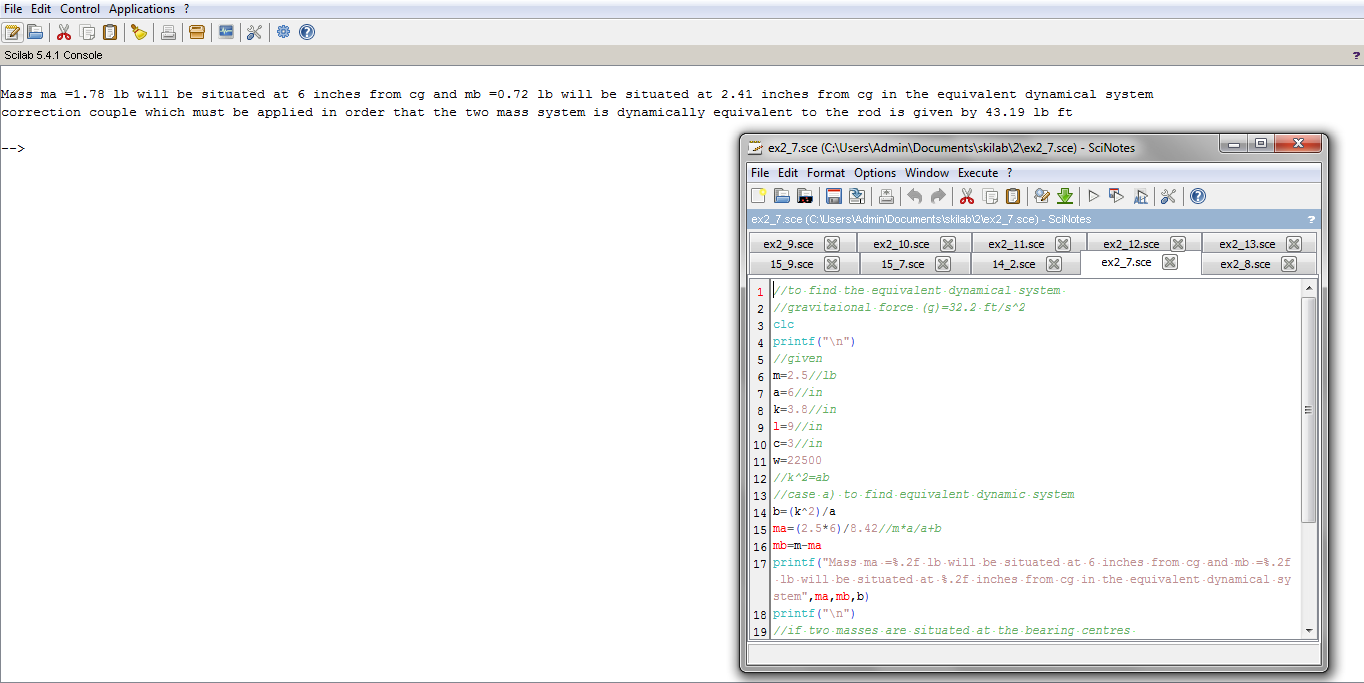 File Edit Control Applications ?
Scilab 5.4.1 Console
?
Mass ma =1.78 lb will be situated at 6 inches from cg and mb =0.72 lb will be situated at 2.41 inches from cg in the equivalent dynamical system
correction couple which must be applied in order that the two mass system is dynamically equivalent to the rod is given by 43.19 lb ft
-->
ex2_7.sce (C:\Users\Admin\Documents\skilab\2\ex2_7.sce) - SciNotes
File Edit Format Options Window Execute ?
ex2_7.sce (C:\Users\Admin\Documents\skilab\2\ex2_7.sce) - SciNotes
?
ex2_9.sce ex2_10.sce ex2_11.sce ex2_12.sce ex2_13.sce
15_9.sce 15_7.sce 14_2.sce ex2_7.sce ex2_8.sce
1 //to find the equivalent dynamical system
2 //gravitaional force (g)=32.2 ft/s^2
3 clc
4 printf("\n")
5 //given
6 m=2.5//lb
7 a=6//in
8 k=3.8//in
9 l=9//in
10 c=3//in
11 w=22500
12 //k^2=ab
13 //case a) to find equivalent dynamic system
14 b=(k^2)/a
15 ma=(2.5*6)/8.42//m*a/a+b
16 mb=m-ma
17 printf("Mass ma =%.2f lb will be situated at 6 inches from cg and mb =%.2f
lb will be situated at %.2f inches from cg in the equivalent dynamical sy
stem",ma,mb,b)
18 printf("\n")
19 //if two masses are situated at the bearing centres